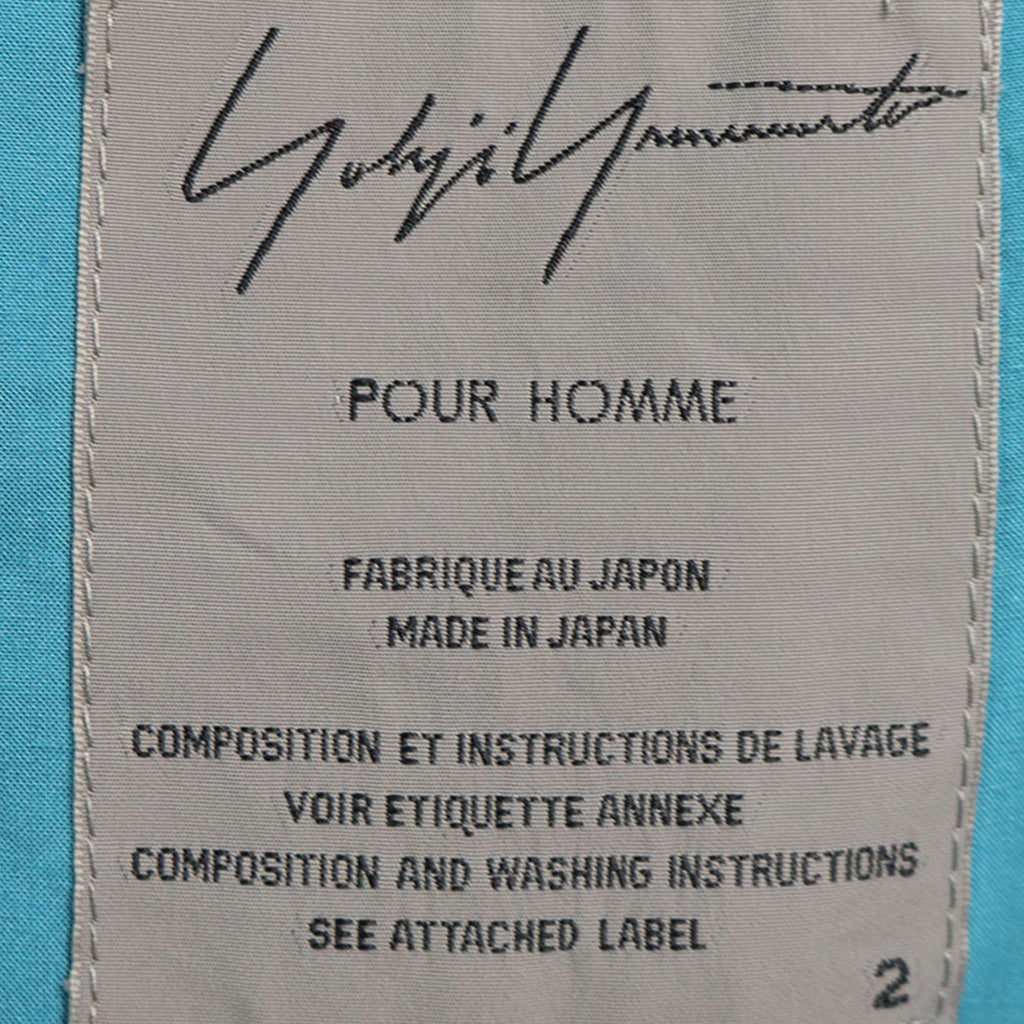 Yohji Yamamoto
POUR HOMME
FABRIQUE AU JAPON
MADE IN JAPAN
COMPOSITION ET INSTRUCTIONS DE LAVAGE
VOIR ETIQUETTE ANNEXE
COMPOSITION AND WASHING INSTRUCTIONS
SEE ATTACHED LABEL
2